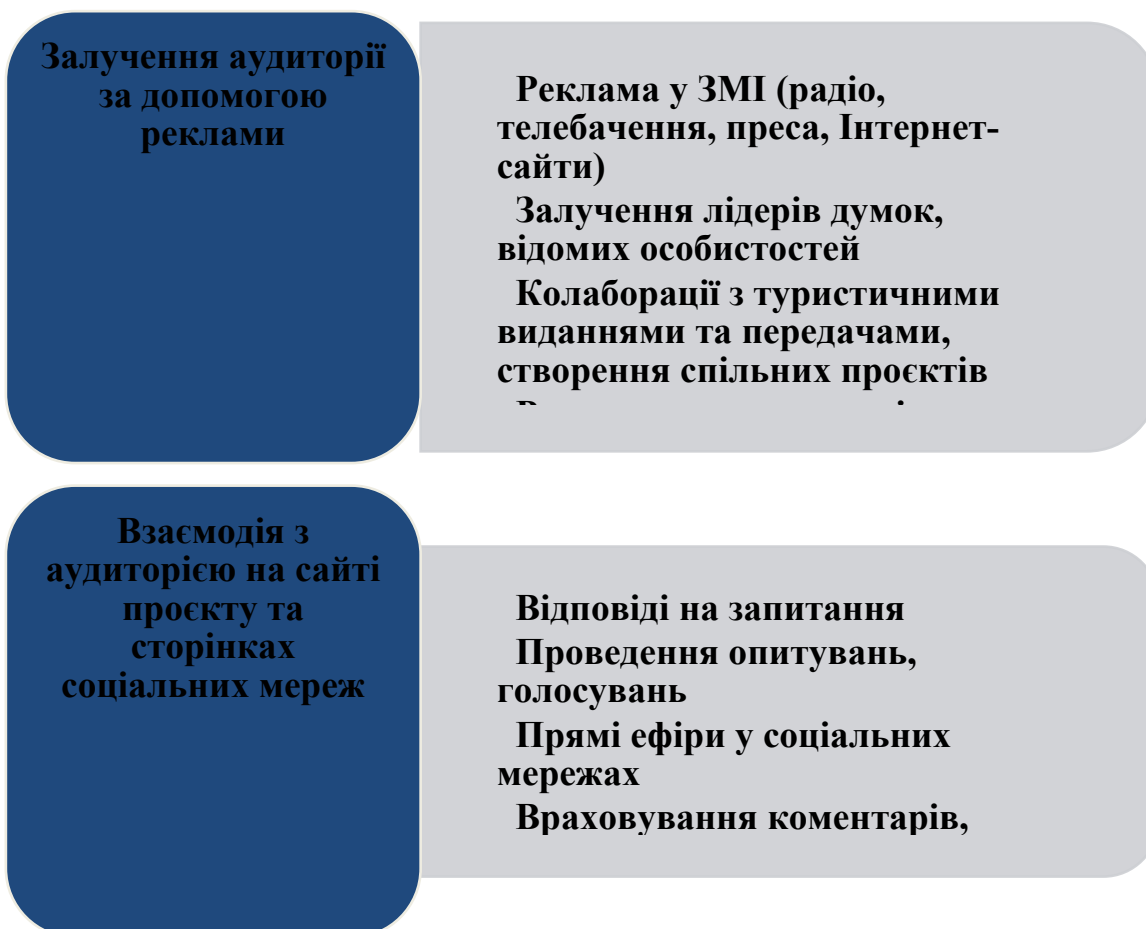 Залучення аудиторії
за допомогою
реклами
Реклама у ЗМІ (радіо,
телебачення, преса, Інтернет-
сайти)
Залучення лідерів думок,
відомих особистостей
Колаборації з туристичними
виданнями та передачами,
створення спільних проєктів
Взаємодія з
аудиторією на сайті
проєкту та
сторінках
соціальних мереж
Відповіді на запитання
Проведення опитувань,
голосувань
Прямі ефіри у соціальних
мережах
Враховування коментарів,